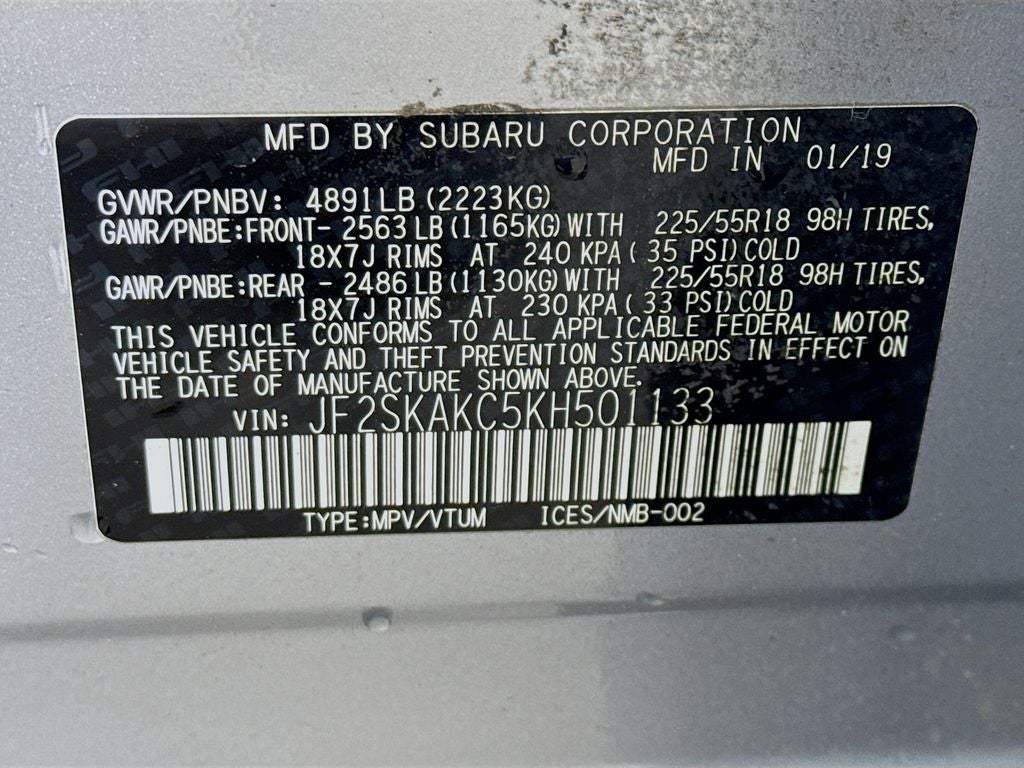 MFD BY SUBARU CORPORATION
MFD IN 01/19
GVWR/PNBV: 4891LB (2223KG)
GAWR/PNBE:FRONT- 2563 LB (1165KG) WITH 225/55R18 98H TIRES,
18X7J RIMS AT 240 KPA ( 35 PSI) COLD
GAWR/PNBE:REAR - 2486 LB (1130KG) WITH 225/55R18 98H TIRES,
18X7J RIMS AT 230 KPA ( 33 PSI) COLD
THIS VEHICLE CONFORMS TO ALL APPLICABLE FEDERAL MOTOR
VEHICLE SAFETY AND THEFT PREVENTION STANDARDS IN EFFECT ON
THE DATE OF MANUFACTURE SHOWN ABOVE.
VIN: JF2SKAKC5KH501133
TYPE:MPV/VTUM ICES/NMB-002